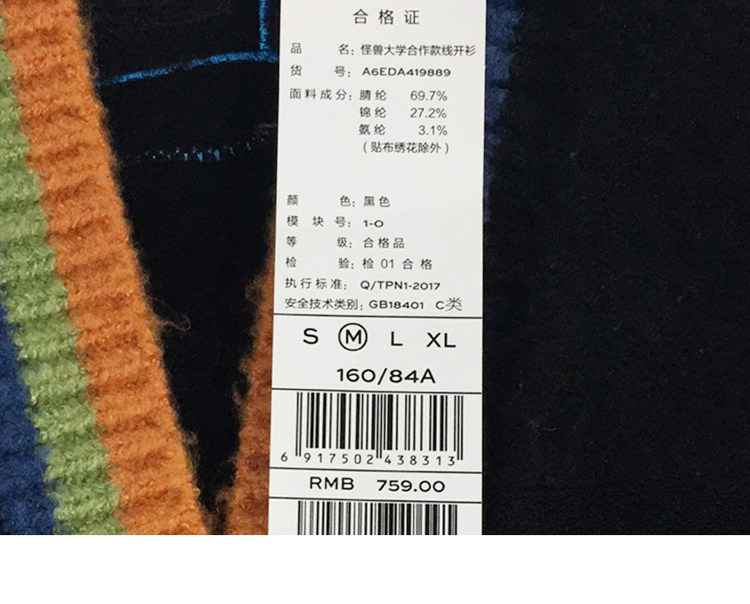 合格证
品名：怪兽大学合作款线开衫
货号：A6EDA419889
面料成分：腈纶 69.7%
锦纶 27.2%
氨纶 3.1%
（贴布绣花除外）
颜色：黑色
模块号：1-0
等级：合格品
检验：检 01 合格
执行标准：Q/TPN1-2017
安全技术类别：GB18401 C类
S M L XL
160/84A
6 917502 438313
RMB 759.00